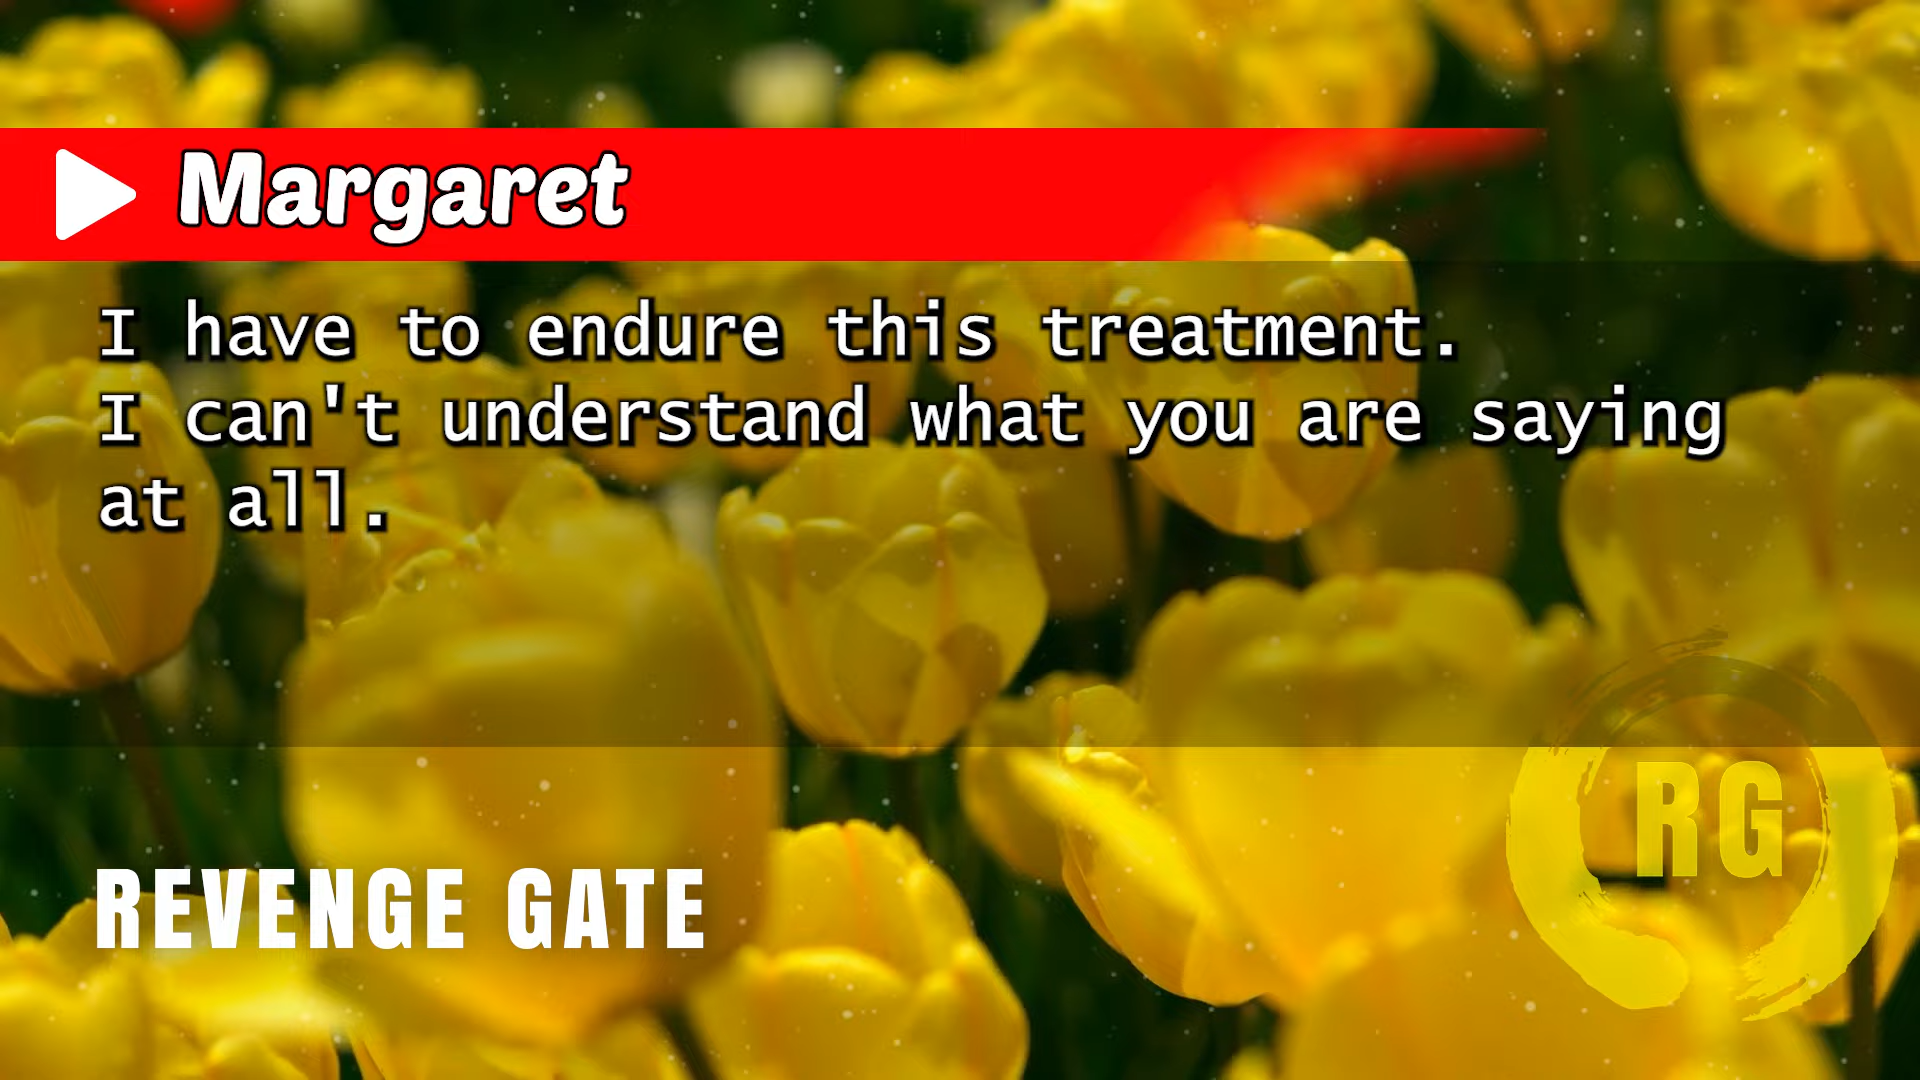 Margaret
I have to endure this treatment.
I can't understand what you are saying
at all.
RG
REVENGE GATE